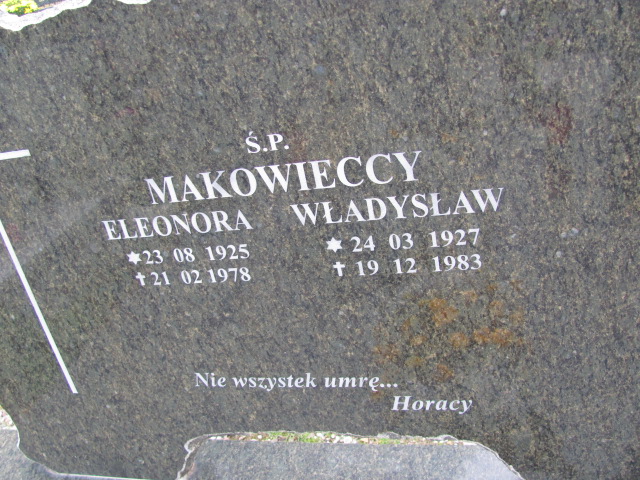 Ś.P.
MAKOWIECCY
ELEONORA WŁADYSŁAW
23 08 1925 24 03 1927
21 02 1978 19 12 1983
Nie wszystek umrę...
Horacy